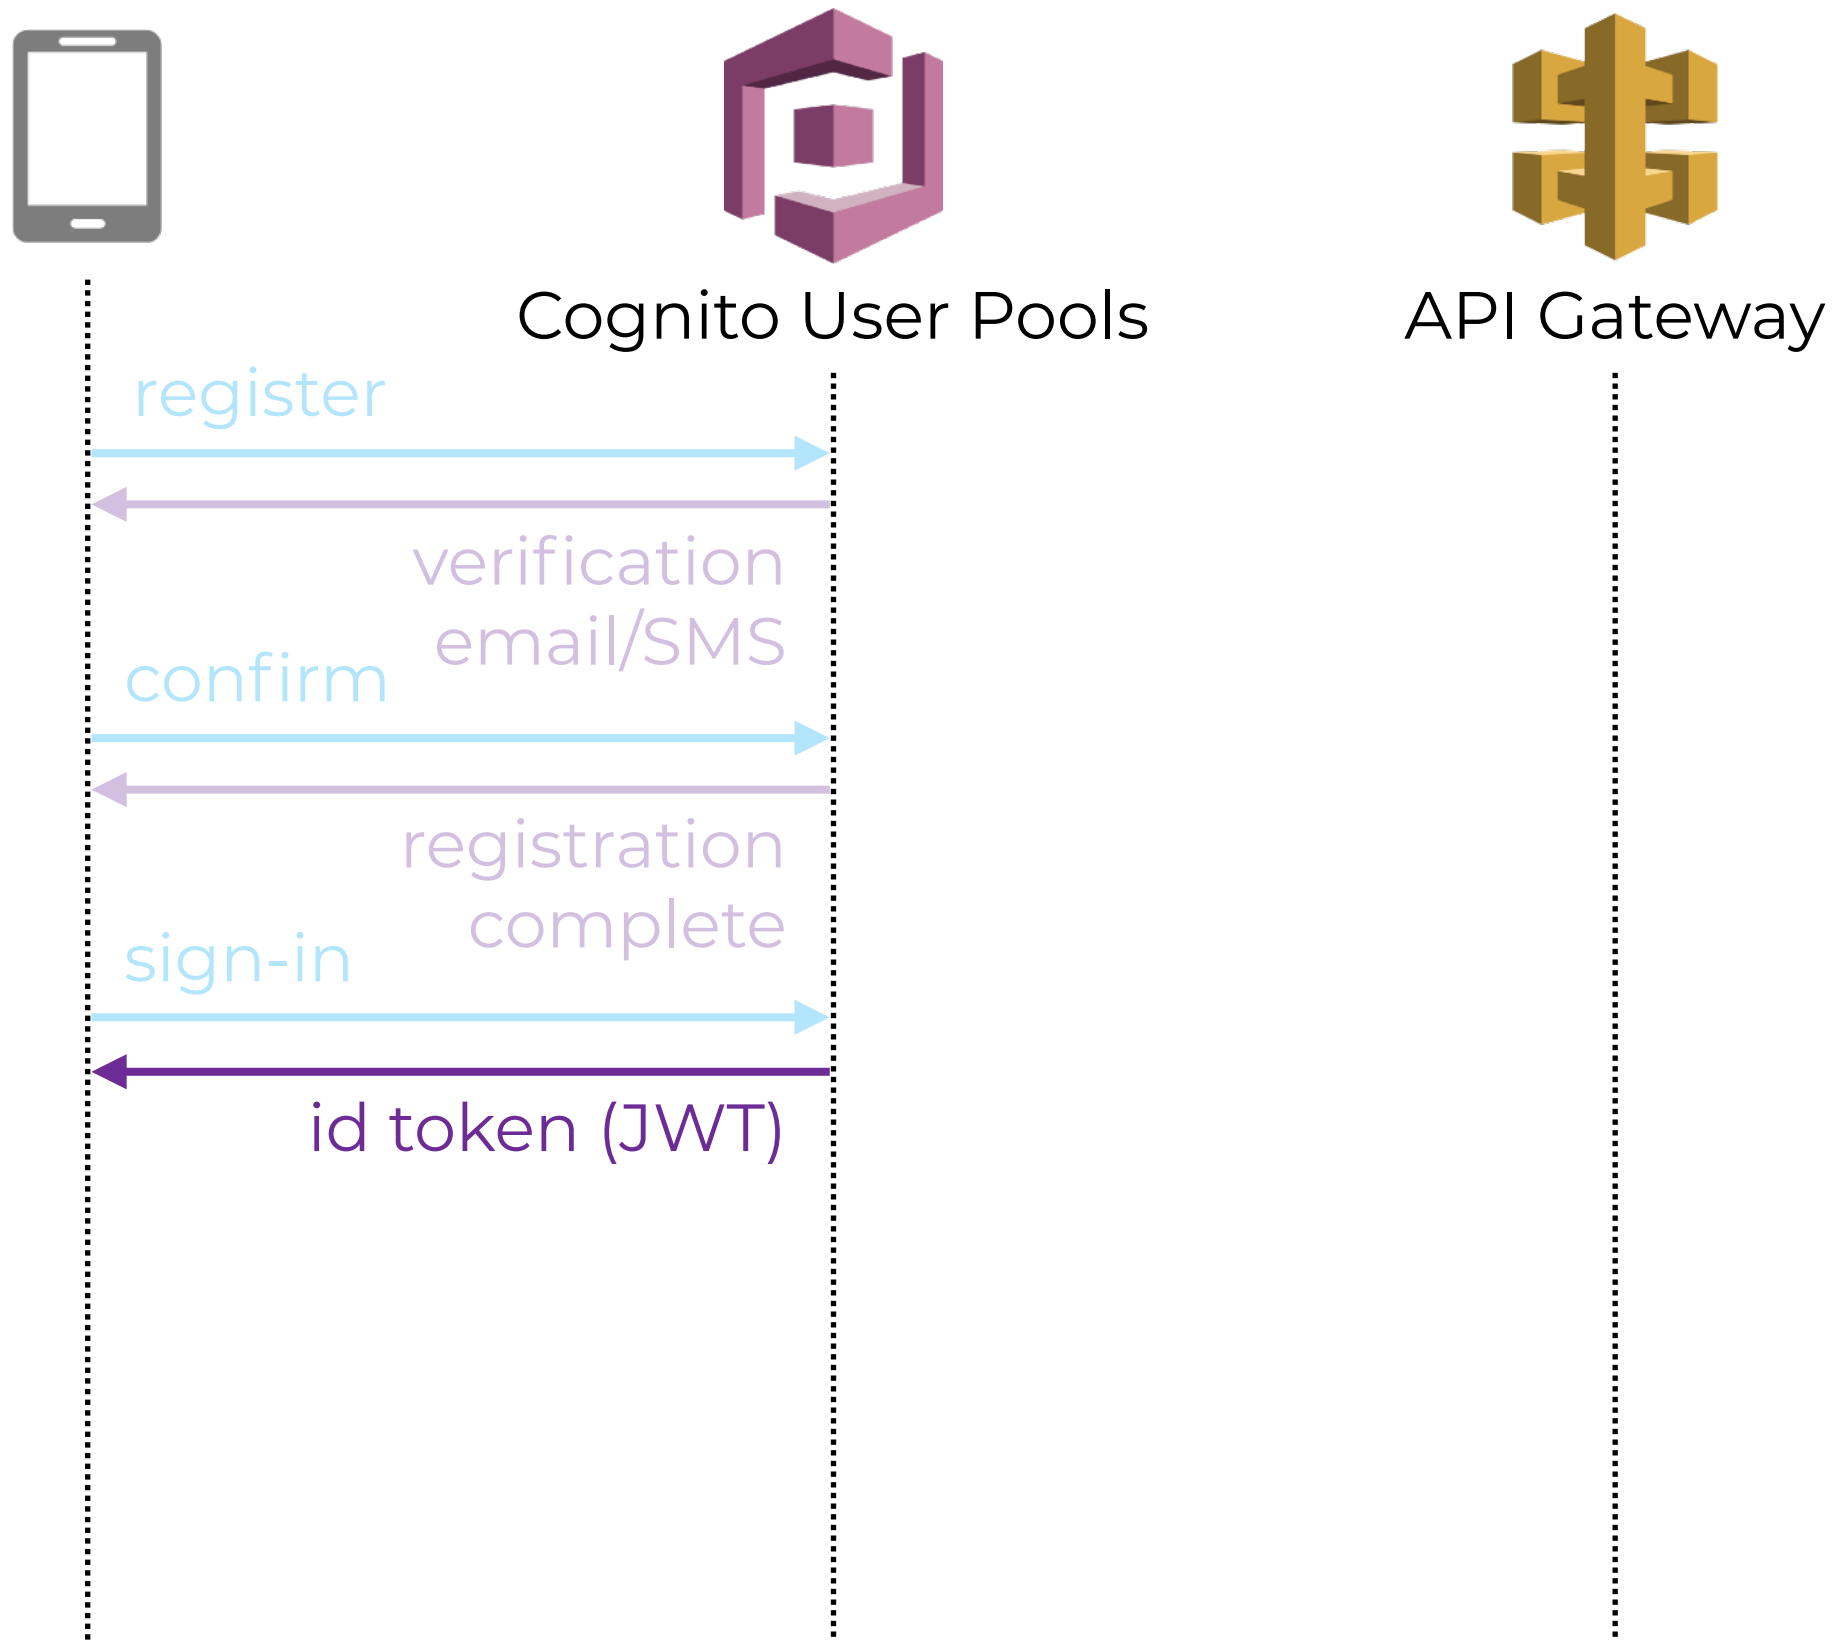 Cognito User Pools
API Gateway
register
verification
email/SMS
confirm
registration
complete
sign-in
id token (JWT)